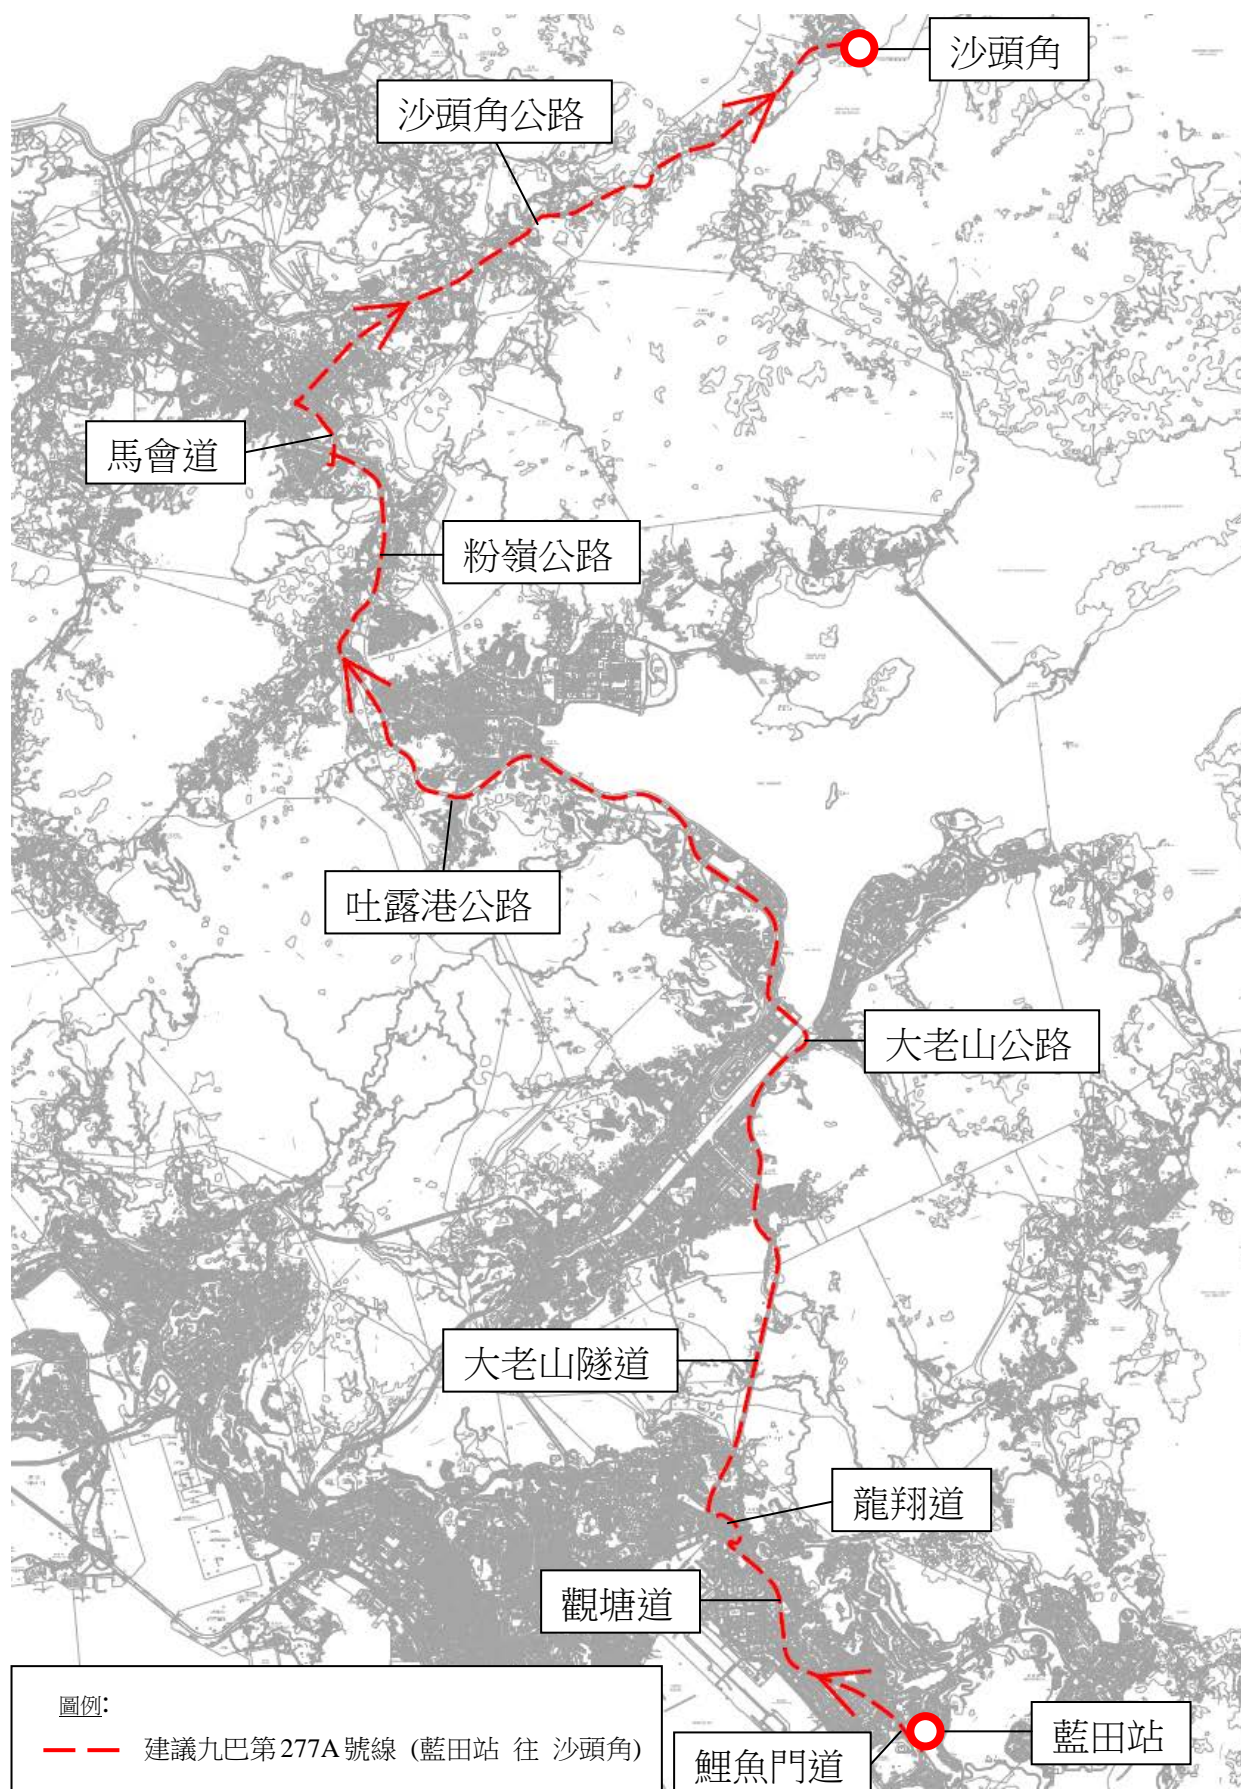 沙頭角
沙頭角公路
馬會道
粉嶺公路
吐露港公路
大老山公路
大老山隧道
龍翔道
觀塘道
藍田站
鯉魚門道
圖例:
建議九巴第277A號線 (藍田站 往 沙頭角)